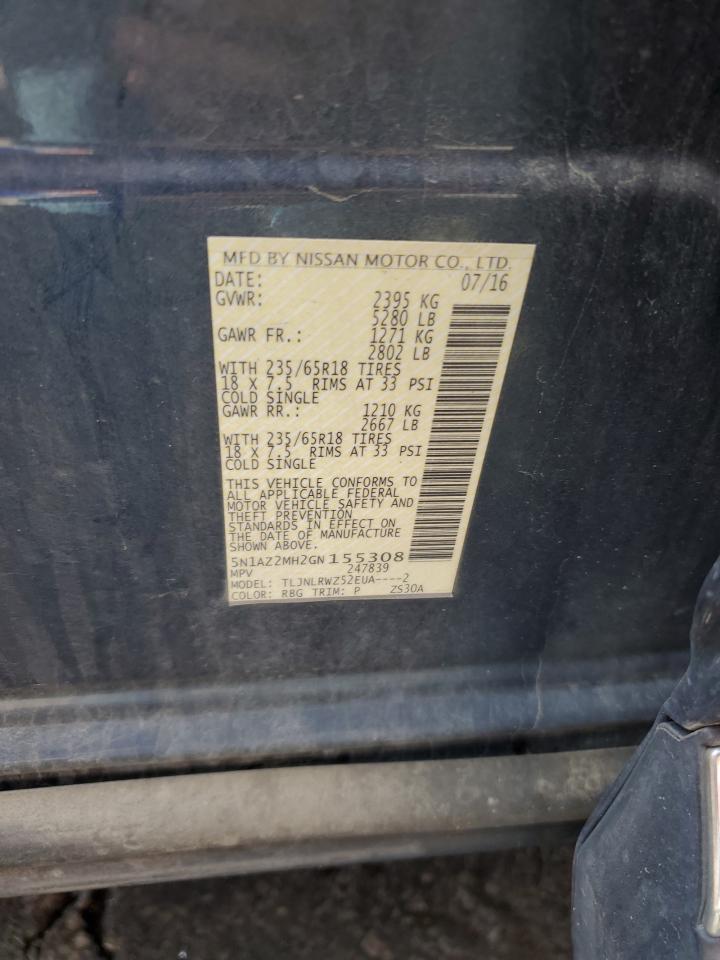 MFD BY NISSAN MOTOR CO., LTD.
DATE: 07/16
GVWR: 2395 KG
5280 LB
GAWR FR.: 1271 KG
2802 LB
WITH 235/65R18 TIRES
18 X 7.5 RIMS AT 33 PSI
COLD SINGLE
GAWR RR.: 1210 KG
2667 LB
WITH 235/65R18 TIRES
18 X 7.5 RIMS AT 33 PSI
COLD SINGLE
THIS VEHICLE CONFORMS TO
ALL APPLICABLE FEDERAL
MOTOR VEHICLE SAFETY AND
THEFT PREVENTION
STANDARDS IN EFFECT ON
THE DATE OF MANUFACTURE
SHOWN ABOVE.
5N1AZ2MH2GN155308
MPV 247839
MODEL: TLJNLRWZ52EUA----2
COLOR: RBG TRIM: P ZS30A